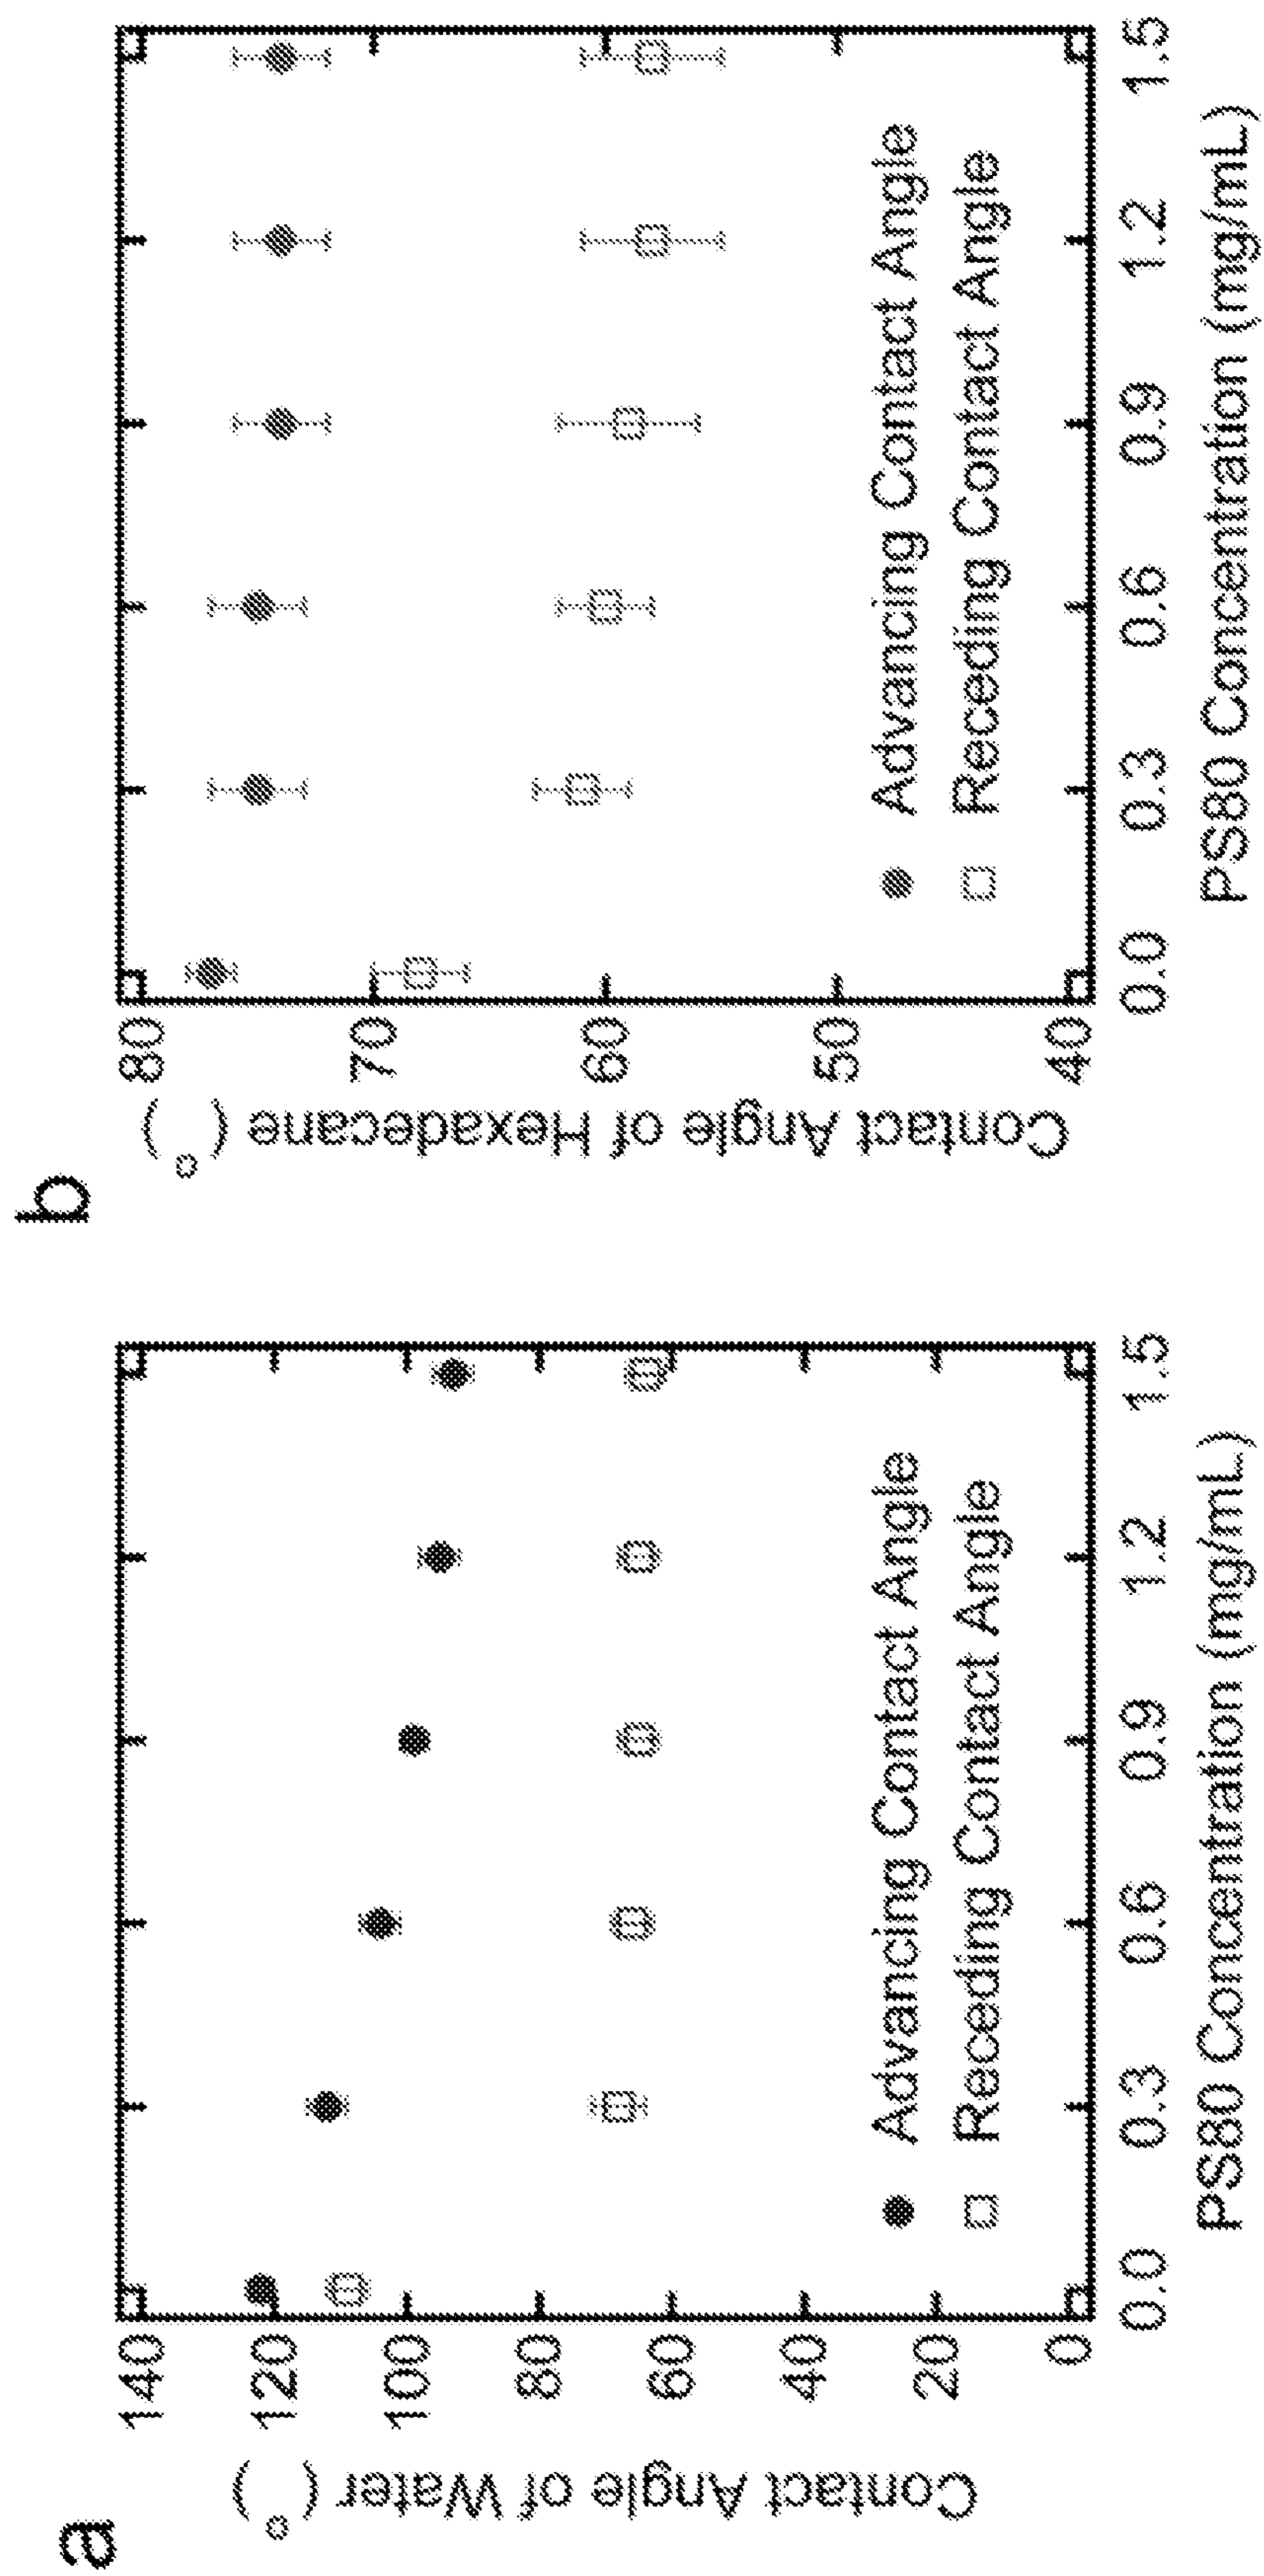 a
Contact Angle of Water (°)
140
120
100
80
60
40
20
0
Advancing Contact Angle
Receding Contact Angle
0.0 0.3 0.6 0.9 1.2 1.5
PS80 Concentration (mg/mL)
b
Contact Angle of Hexadecane (°)
80
70
60
50
40
Advancing Contact Angle
Receding Contact Angle
0.0 0.3 0.6 0.9 1.2 1.5
PS80 Concentration (mg/mL)